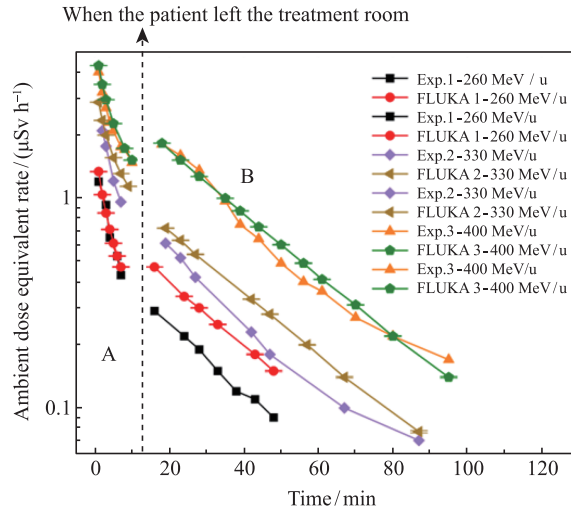 When the patient left the treatment room
Ambient dose equivalent rate / (μSv h⁻¹)
1
0.1
A
B
Exp.1-260 MeV / u
FLUKA 1-260 MeV/u
Exp.1-260 MeV/u
FLUKA 1-260 MeV/u
Exp.2-330 MeV/u
FLUKA 2-330 MeV/u
Exp.2-330 MeV/u
FLUKA 2-330 MeV/u
Exp.3-400 MeV/u
FLUKA 3-400 MeV/u
Exp.3-400 MeV/u
FLUKA 3-400 MeV/u
0 20 40 60 80 100 120
Time / min